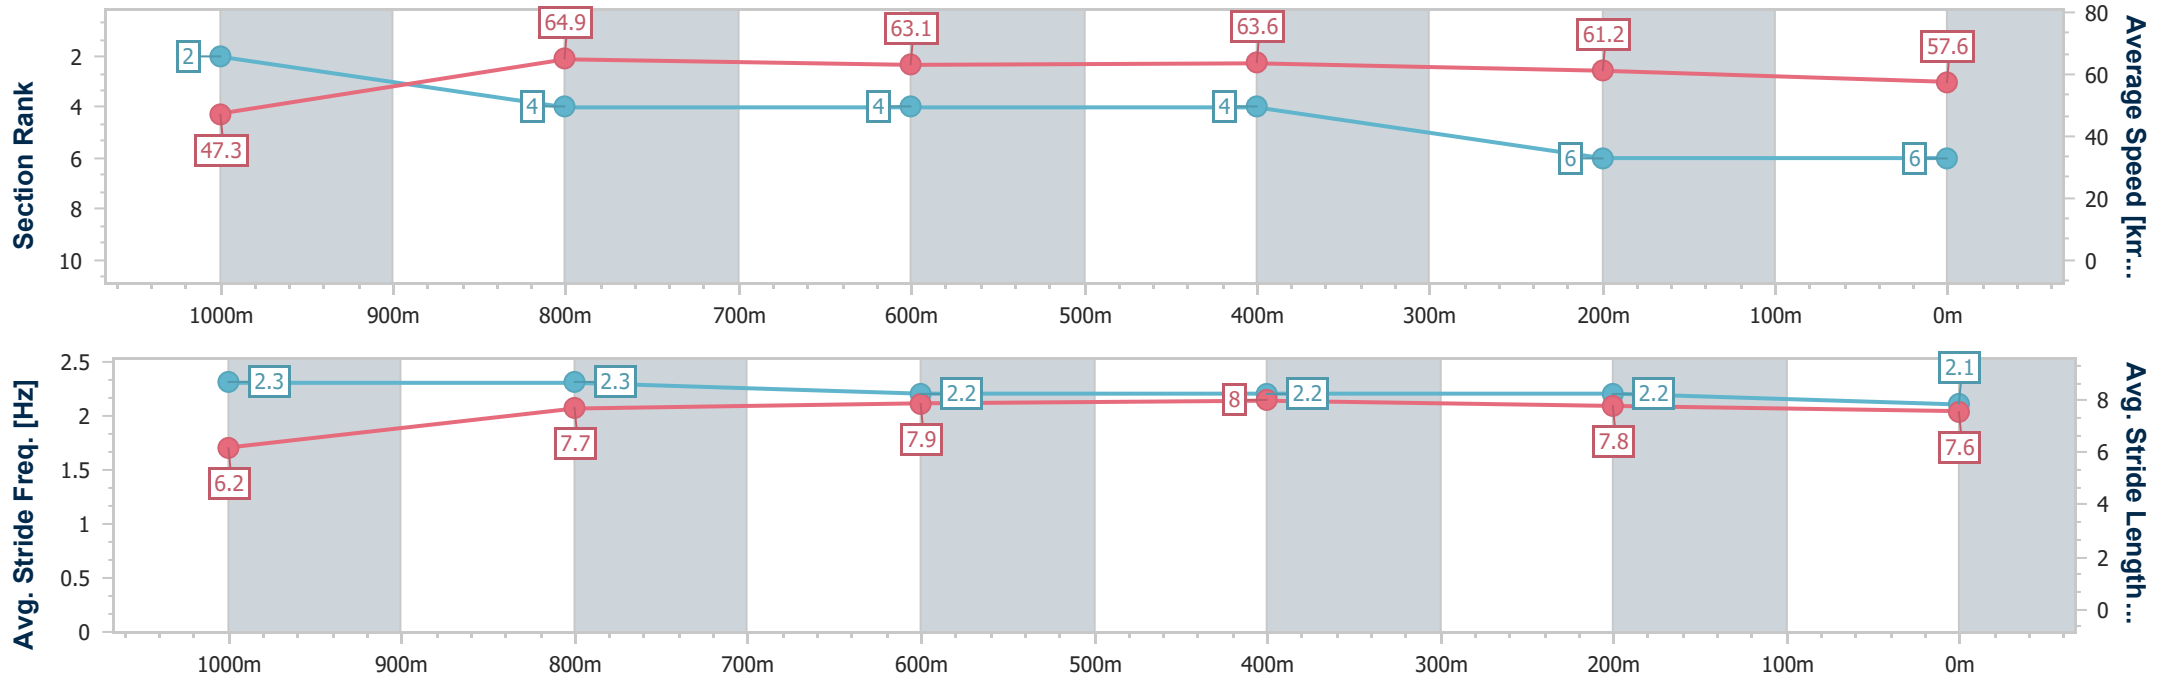 Section Rank
2
4
6
8
10
80
60
40
20
0
Average Speed [km...
2
4
4
4
6
6
47.3
64.9
63.1
63.6
61.2
57.6
1000m
900m
800m
700m
600m
500m
400m
300m
200m
100m
0m
Avg. Stride Freq. [Hz]
2.5
2
1.5
1
0.5
0
8
6
4
2
0
Avg. Stride Length...
2.3
2.3
2.2
2.2
2.2
2.1
6.2
7.7
7.9
8
7.8
7.6
1000m
900m
800m
700m
600m
500m
400m
300m
200m
100m
0m